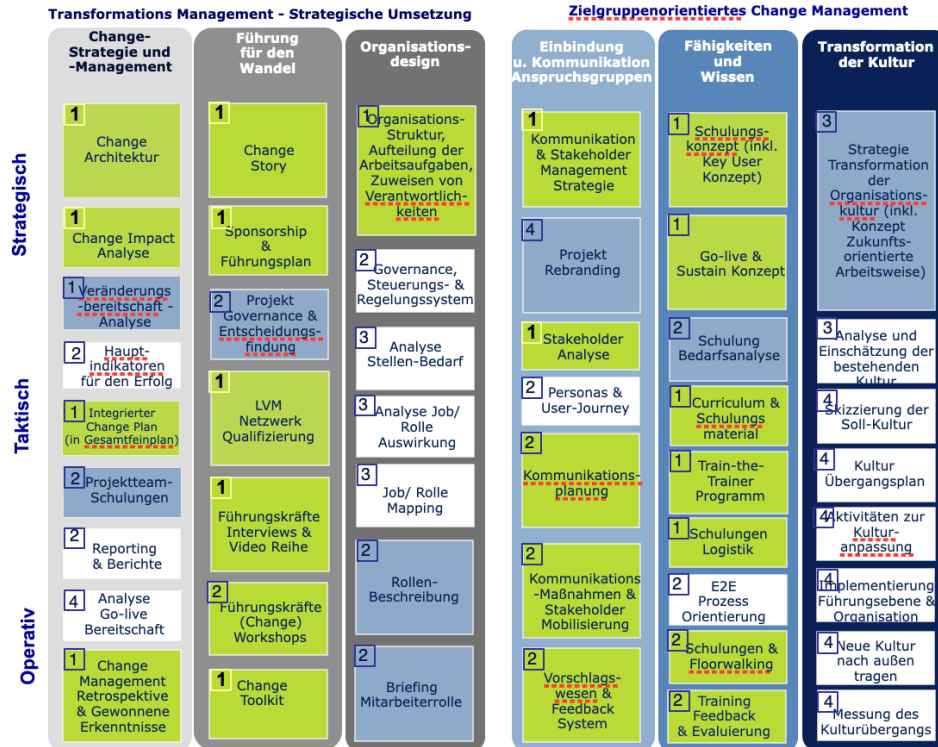 Transformations Management - Strategische Umsetzung
Zielgruppenorientiertes Change Management
Strategisch
Taktisch
Operativ
Change-
Strategie und
-Management
1
Change
Architektur
1
Change Impact
Analyse
1
Veränderungs
-bereitschaft -
Analyse
2
Haupt-
indikatoren
für den Erfolg
1
Integrierter
Change Plan
(in Gesamtfeinplan)
2
Projektteam-
Schulungen
2
Reporting
& Berichte
4
Analyse
Go-live
Bereitschaft
1
Change
Management
Retrospektive
& Gewonnene
Erkenntnisse
Führung
für den
Wandel
1
Change
Story
1
Sponsorship
&
Führungsplan
2
Projekt
Governance &
Entscheidungs-
findung
1
LVM
Netzwerk
Qualifizierung
1
Führungskräfte
Interviews &
Video Reihe
2
Führungskräfte
(Change)
Workshops
1
Change
Toolkit
Organisations-
design
1
Organisations-
Struktur,
Aufteilung der
Arbeitsaufgaben,
Zuweisen von
Verantwortlich-
keiten
2
Governance,
Steuerungs- &
Regelungssystem
3
Analyse
Stellen-Bedarf
3
Analyse Job/
Rolle
Auswirkung
3
Job/ Rolle
Mapping
2
Rollen-
Beschreibung
2
Briefing
Mitarbeiterrolle
Einbindung
u. Kommunikation
Anspruchsgruppen
1
Kommunikation
& Stakeholder
Management
Strategie
4
Projekt
Rebranding
1
Stakeholder
Analyse
2
Personas &
User-Journey
2
Kommunikations-
planung
2
Kommunikations
-Maßnahmen &
Stakeholder
Mobilisierung
2
Vorschlags-
wesen &
Feedback
System
Fähigkeiten
und
Wissen
1
Schulungs-
konzept (inkl.
Key User
Konzept)
1
Go-live &
Sustain Konzept
2
Schulung
Bedarfsanalyse
1
Curriculum &
Schulungs
material
1
Train-the-
Trainer
Programm
1
Schulungen
Logistik
2
E2E
Prozess
Orientierung
2
Schulungen &
Floorwalking
2
Training
Feedback
& Evaluierung
Transformation
der Kultur
3
Strategie
Transformation
der
Organisations-
kultur (inkl.
Konzept
Zukunfts-
orientierte
Arbeitsweise)
3
Analyse und
Einschätzung der
bestehenden
Kultur
4
Skizzierung der
Soll-Kultur
4
Kultur
Übergangsplan
4
Aktivitäten zur
Kultur-
anpassung
4
Implementierung
Führungsebene &
Organisation
4
Neue Kultur
nach außen
tragen
4
Messung des
Kulturübergangs